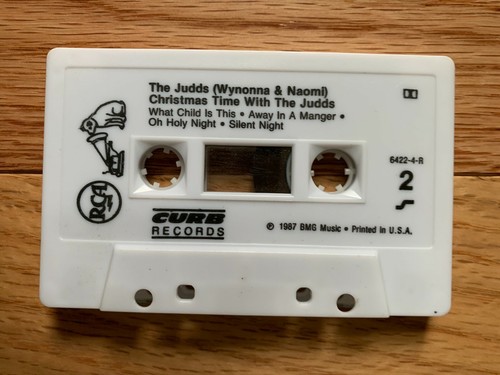 The Judds (Wynonna & Naomi)
Christmas Time With The Judds
What Child Is This • Away In A Manger •
Oh Holy Night • Silent Night
6422-4-R
2
RCA
CURB
RECORDS
℗ 1987 BMG Music • Printed in U.S.A.